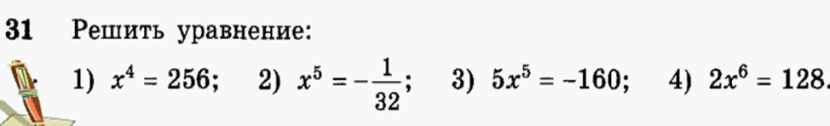 31 Решить уравнение:
1) x⁴ = 256; 2) x⁵ = −1/32; 3) 5x⁵ = −160; 4) 2x⁶ = 128.